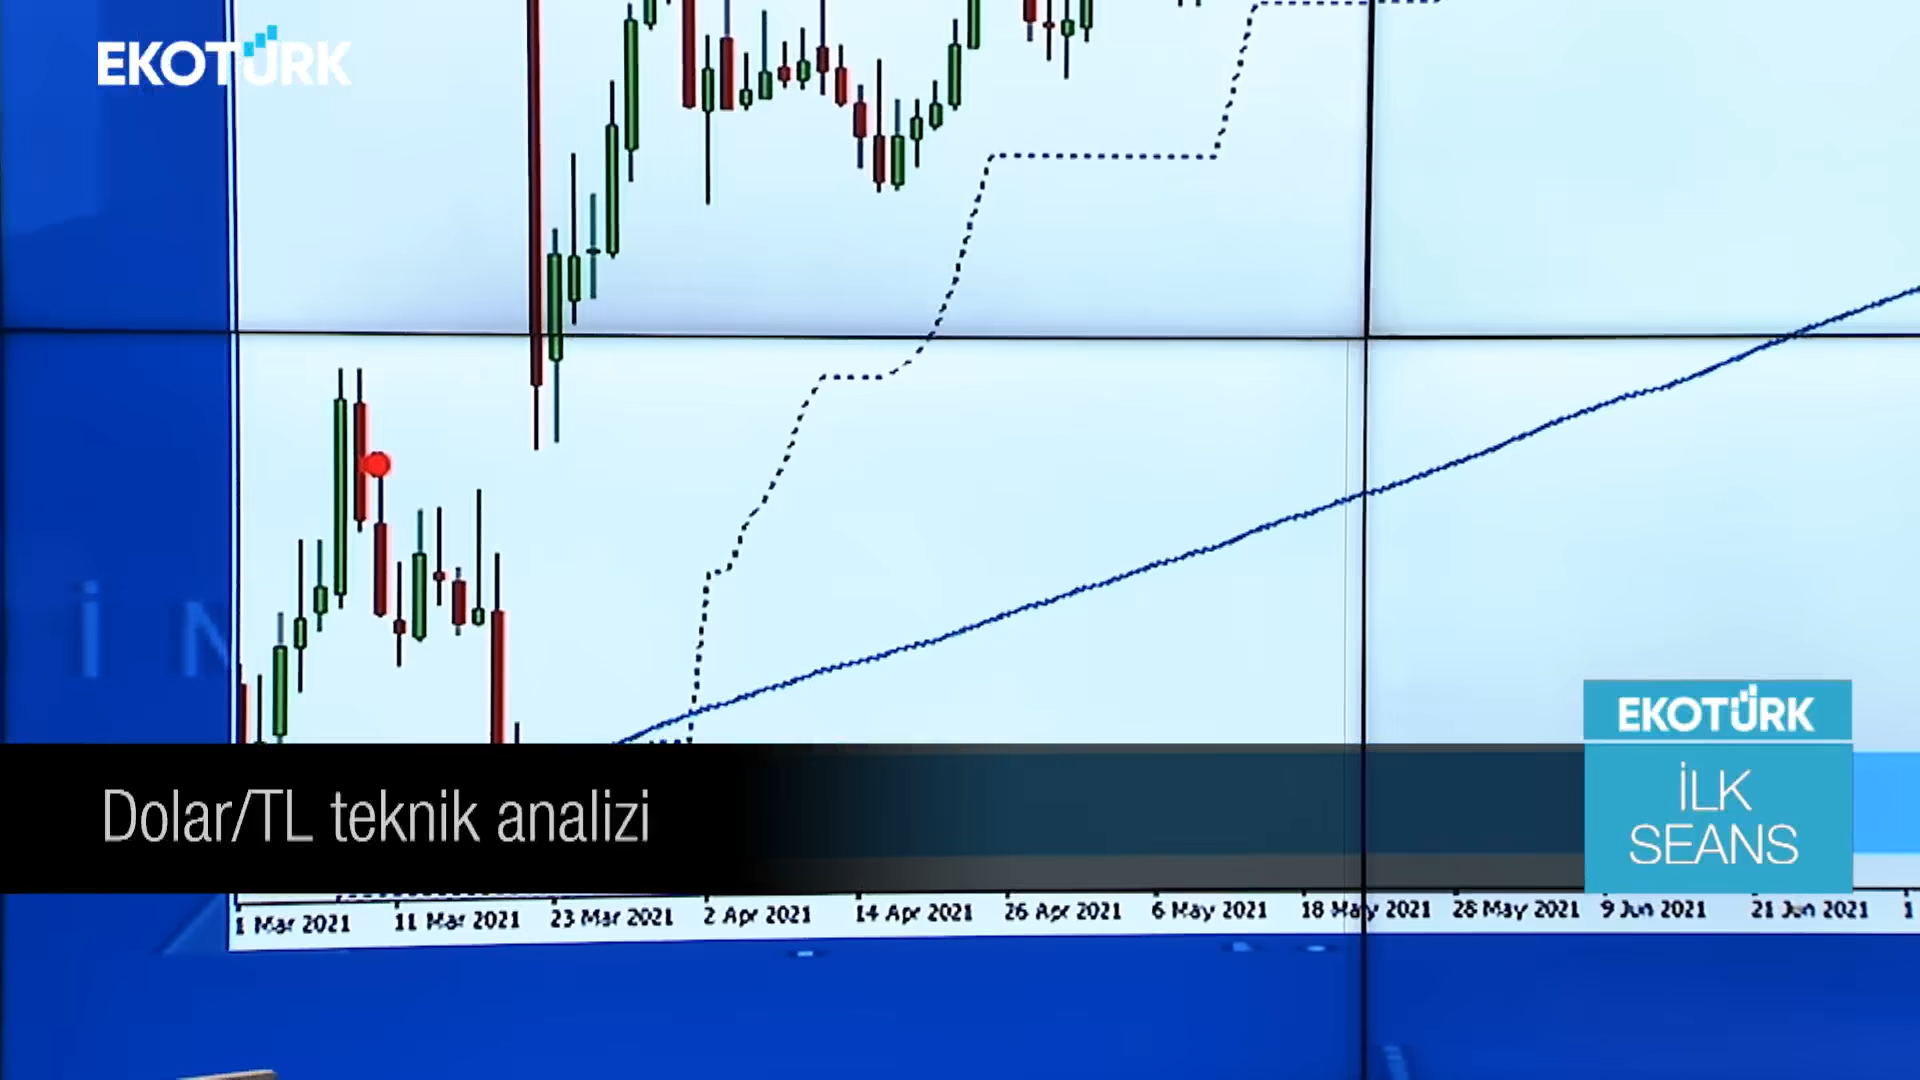 EKOTÜRK
İ N
EKOTÜRK
İLK
SEANS
Dolar/TL teknik analizi
1 Mar 2021 11 Mar 2021 23 Mar 2021 2 Apr 2021 14 Apr 2021 26 Apr 2021 6 May 2021 18 May 2021 28 May 2021 9 Jun 2021 21 Jun 2021 1